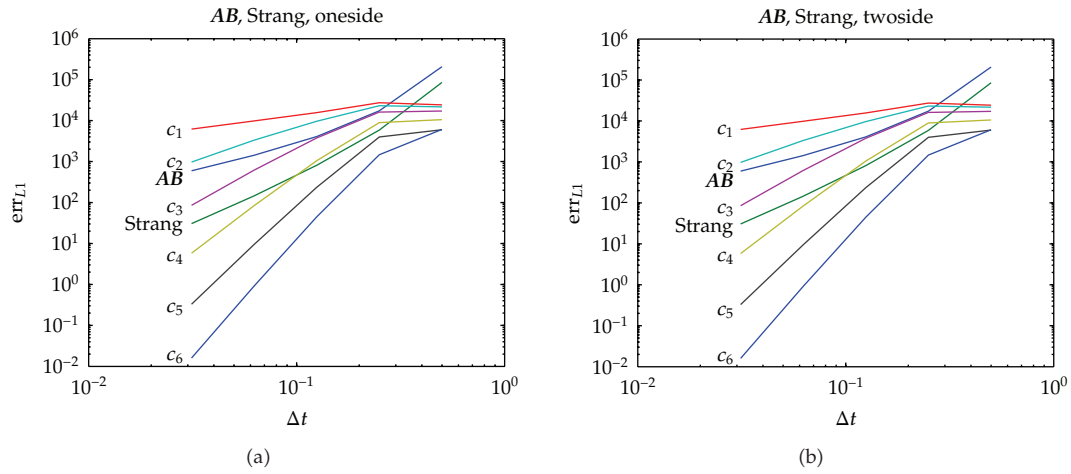 AB, Strang, oneside
10^6
10^5
10^4
10^3
10^2
10^1
10^0
10^−1
10^−2
err_L1
c_1
c_2
AB
c_3
Strang
c_4
c_5
c_6
10^−2
10^−1
10^0
Δt
(a)
AB, Strang, twoside
10^6
10^5
10^4
10^3
10^2
10^1
10^0
10^−1
10^−2
err_L1
c_1
c_2
AB
c_3
Strang
c_4
c_5
c_6
10^−2
10^−1
10^0
Δt
(b)